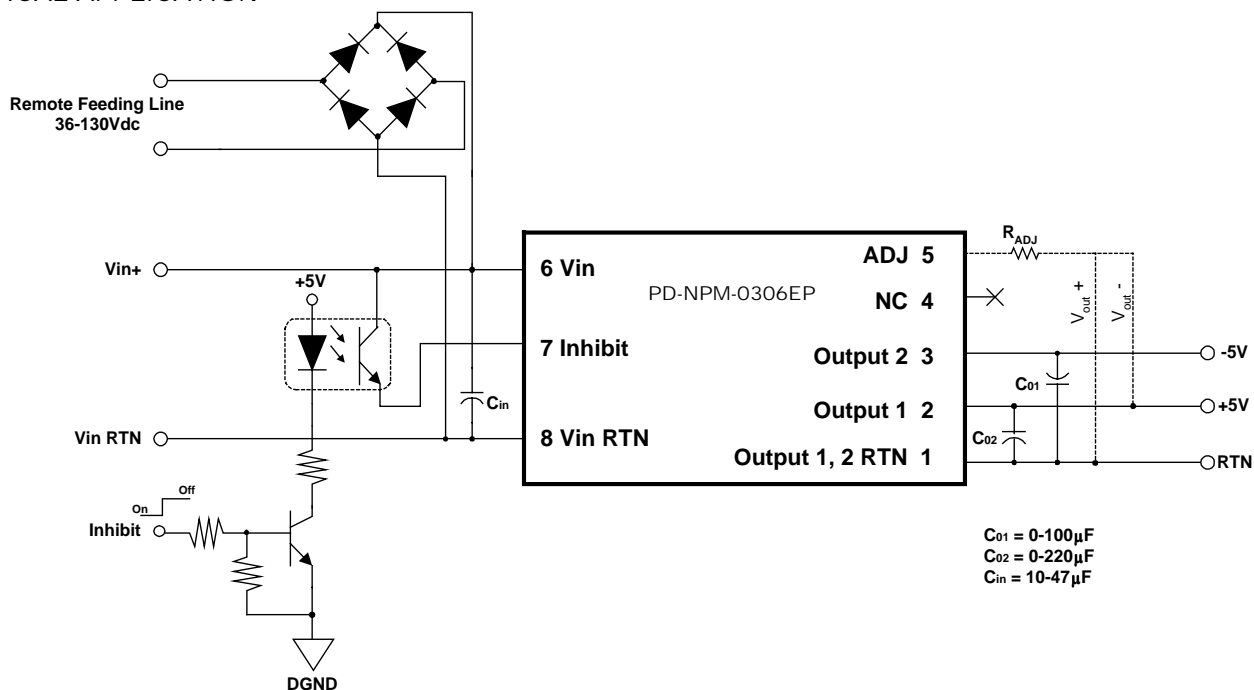 Remote Feeding Line
36-130Vdc
Vin+
+5V
Vin RTN
Cin
On
Off
Inhibit
DGND
6 Vin
7 Inhibit
8 Vin RTN
PD-NPM-0306EP
ADJ 5
NC 4
Output 2 3
Output 1 2
Output 1, 2 RTN 1
RADJ
Vout +
Vout -
C01
C02
-5V
+5V
RTN
C01 = 0-100μF
C02 = 0-220μF
Cin = 10-47μF